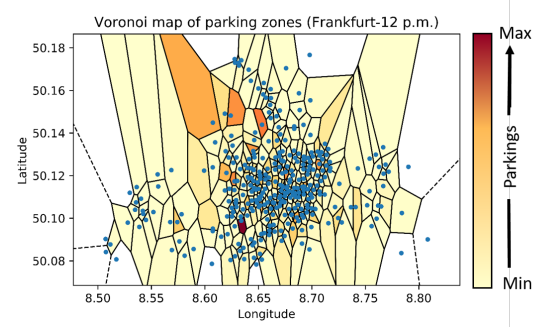 Voronoi map of parking zones (Frankfurt-12 p.m.)
50.18
50.16
50.14
50.12
50.10
50.08
Latitude
8.50 8.55 8.60 8.65 8.70 8.75 8.80
Longitude
Max
Parkings
Min